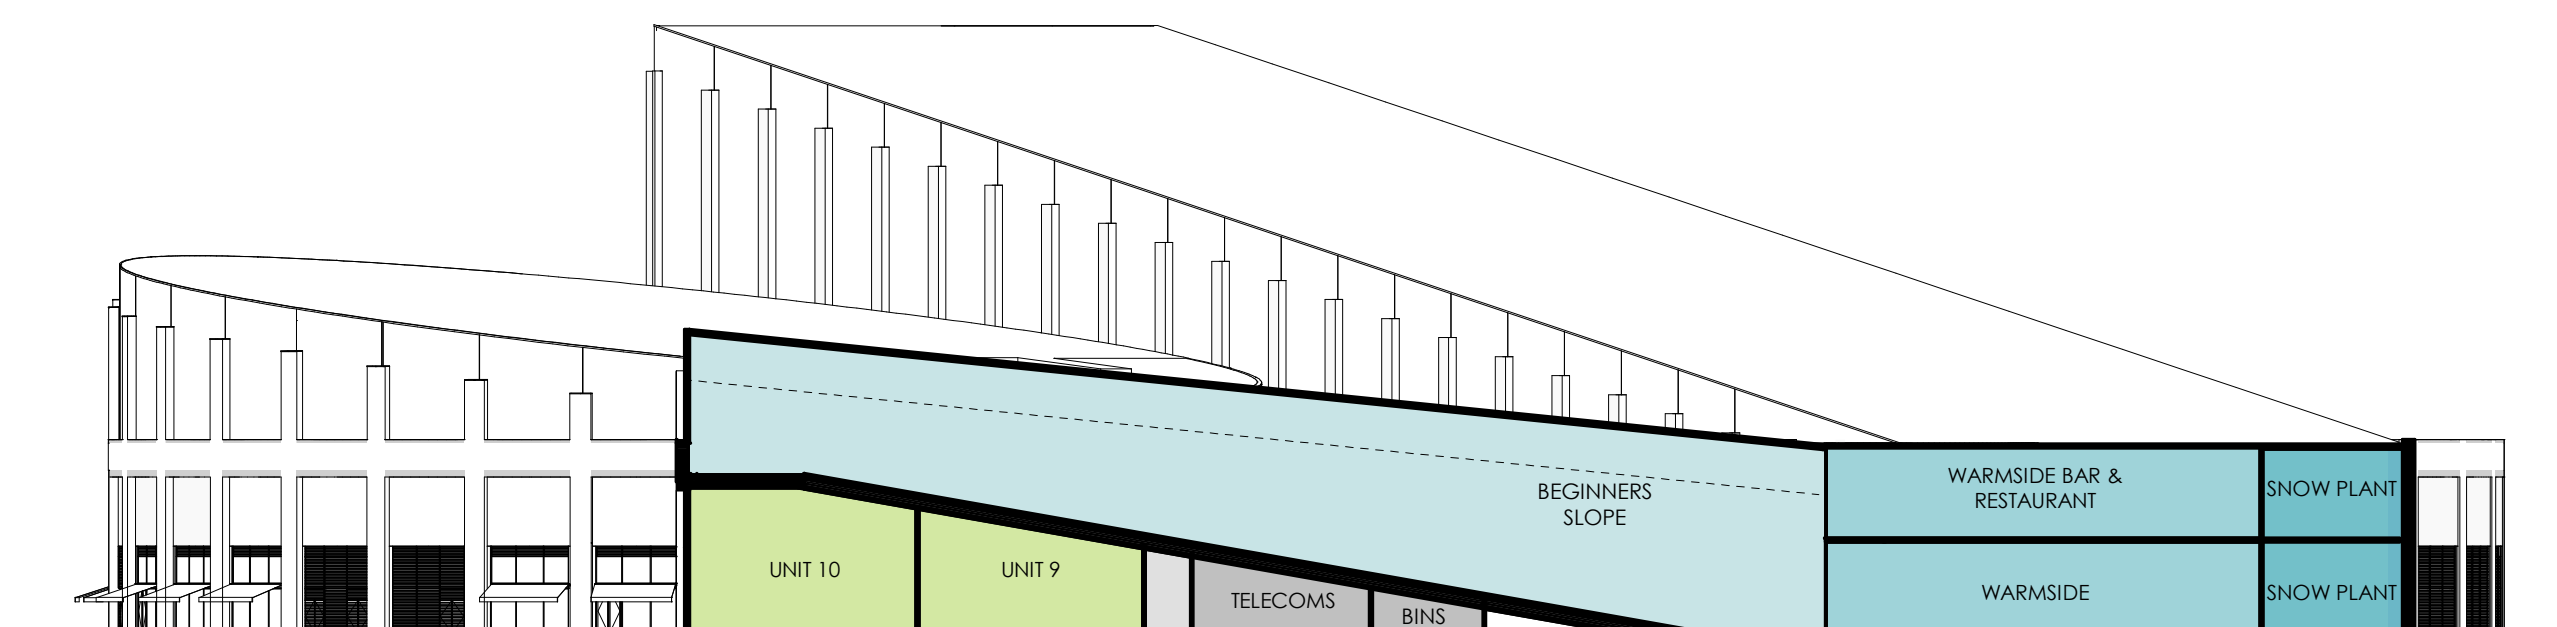 WARMSIDE BAR &
RESTAURANT
SNOW PLANT
BEGINNERS
SLOPE
UNIT 10
UNIT 9
TELECOMS
BINS
WARMSIDE
SNOW PLANT